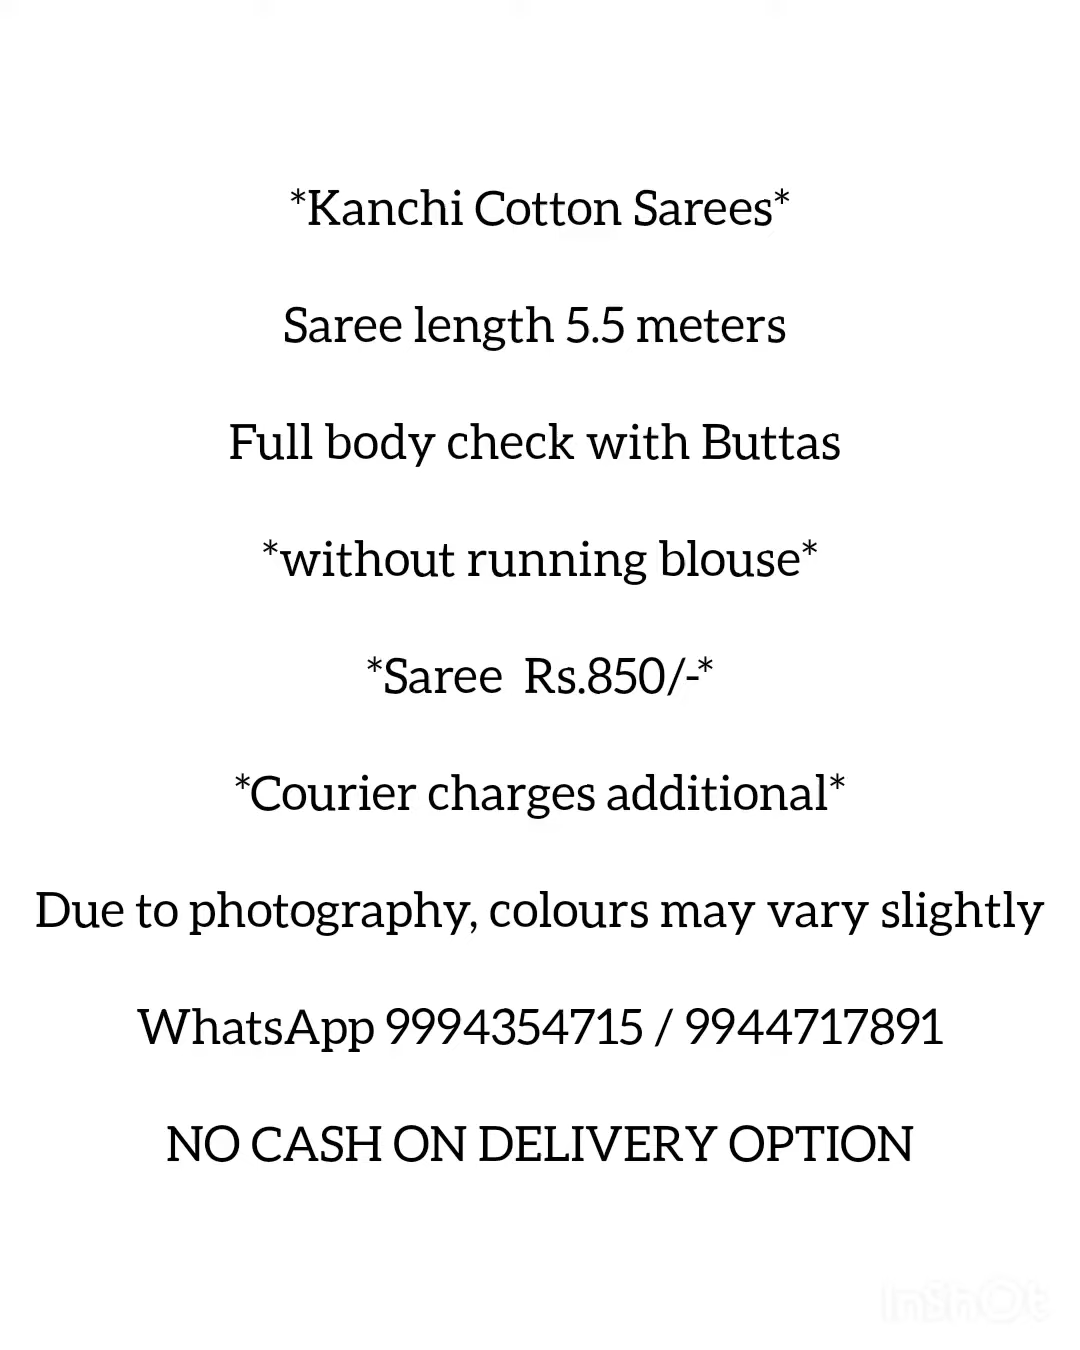 *Kanchi Cotton Sarees*
Saree length 5.5 meters
Full body check with Buttas
*without running blouse*
*Saree  Rs.850/-*
*Courier charges additional*
Due to photography, colours may vary slightly
WhatsApp 9994354715 / 9944717891
NO CASH ON DELIVERY OPTION
InShOt